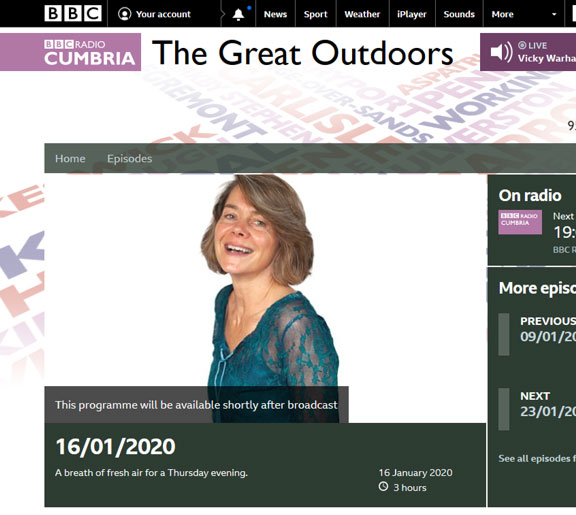 BBC
Your account
News
Sport
Weather
iPlayer
Sounds
More
BBC RADIO
CUMBRIA
The Great Outdoors
LIVE
Vicky Warha
95
Home
Episodes
On radio
BBC RADIO
CUMBRIA
Next
19:
BBC R
This programme will be available shortly after broadcast
More episo
PREVIOUS
09/01/20
NEXT
23/01/20
See all episodes f
16/01/2020
A breath of fresh air for a Thursday evening.
16 January 2020
3 hours